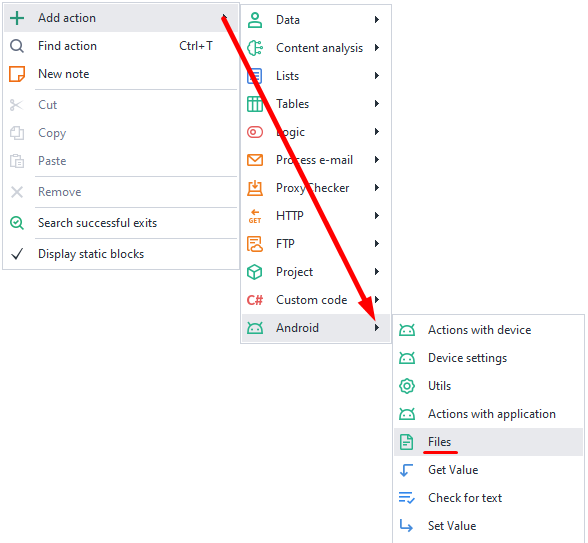 Add action
Find action Ctrl+T
New note
Cut
Copy
Paste
Remove
Search successful exits
Display static blocks
Data
Content analysis
Lists
Tables
Logic
Process e-mail
ProxyChecker
GET HTTP
FTP
Project
C# Custom code
Android
Actions with device
Device settings
Utils
Actions with application
Files
Get Value
Check for text
Set Value